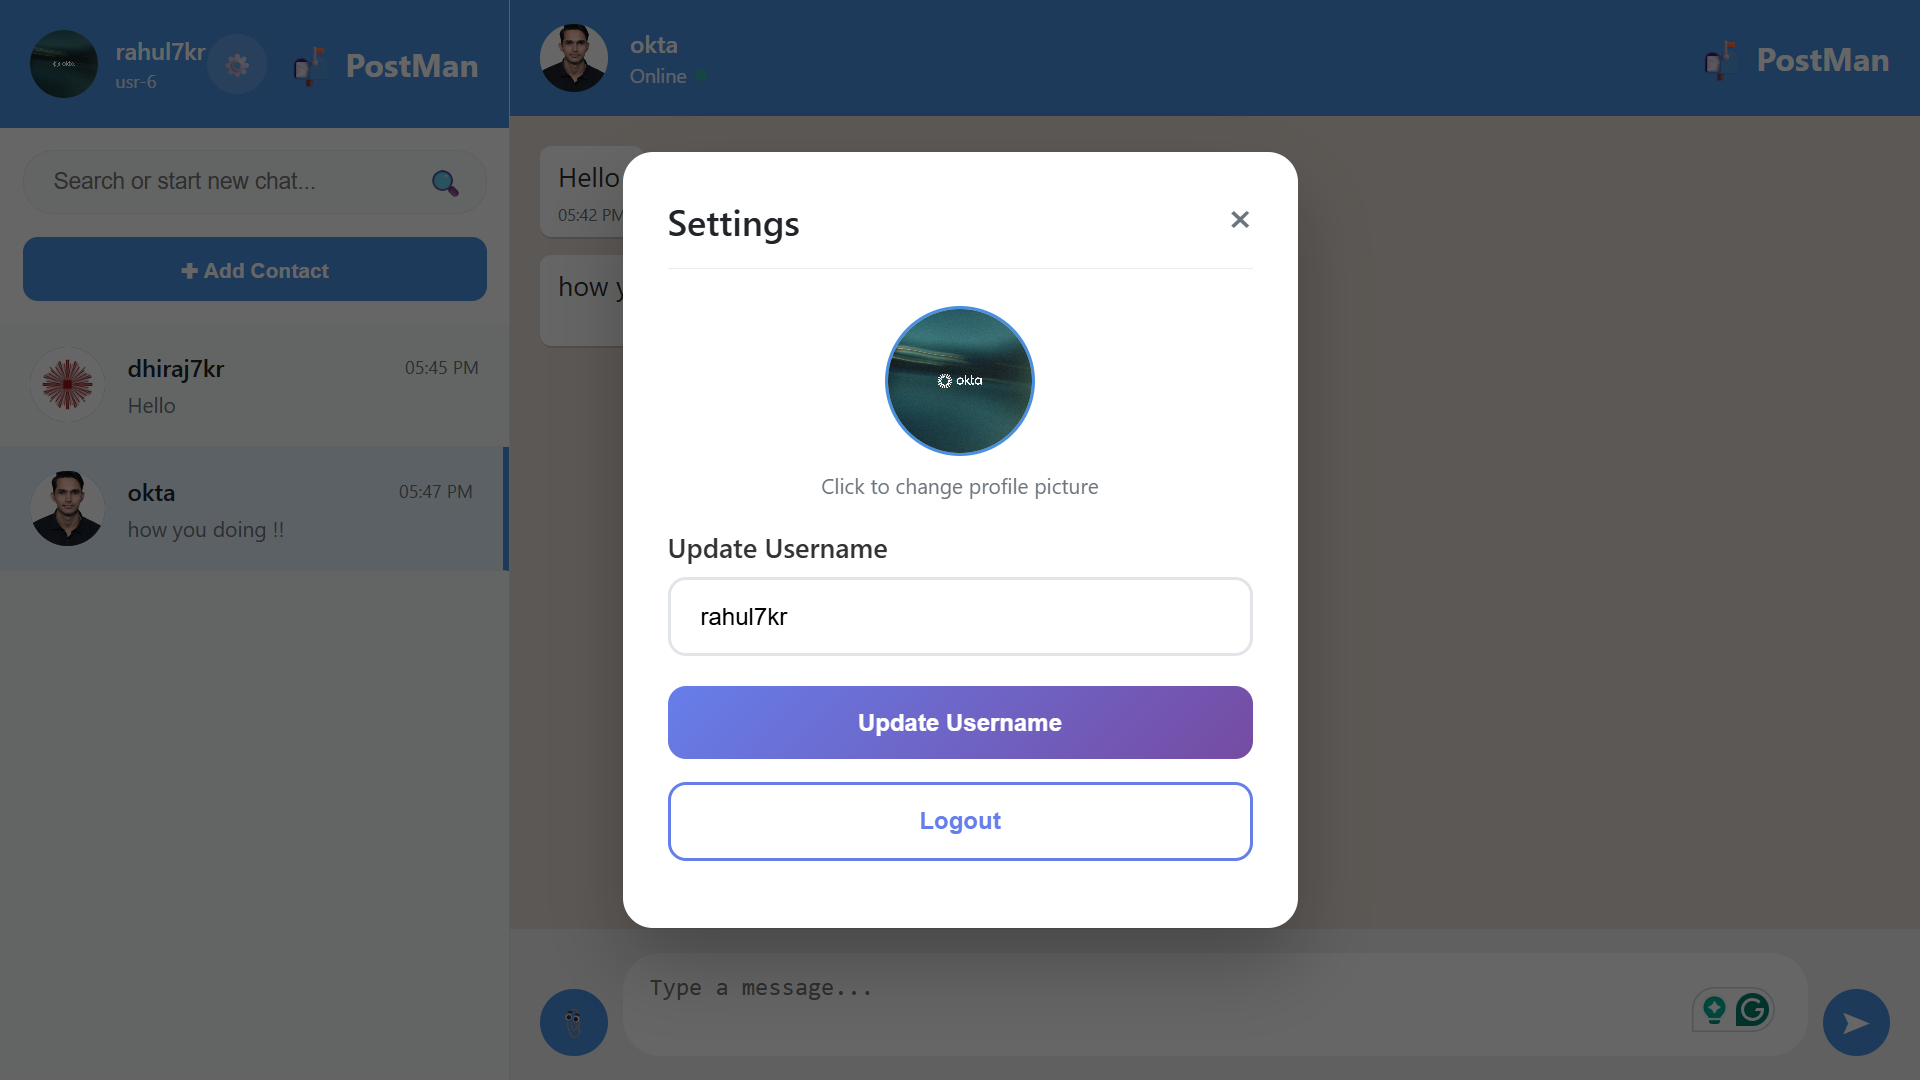 rahul7kr
usr-6
PostMan
Search or start new chat...
Add Contact
dhiraj7kr
05:45 PM
Hello
okta
05:47 PM
how you doing !!
okta
Online
PostMan
Hello
05:42 PM
how y
Settings
okta
Click to change profile picture
Update Username
rahul7kr
Update Username
Logout
Type a message...